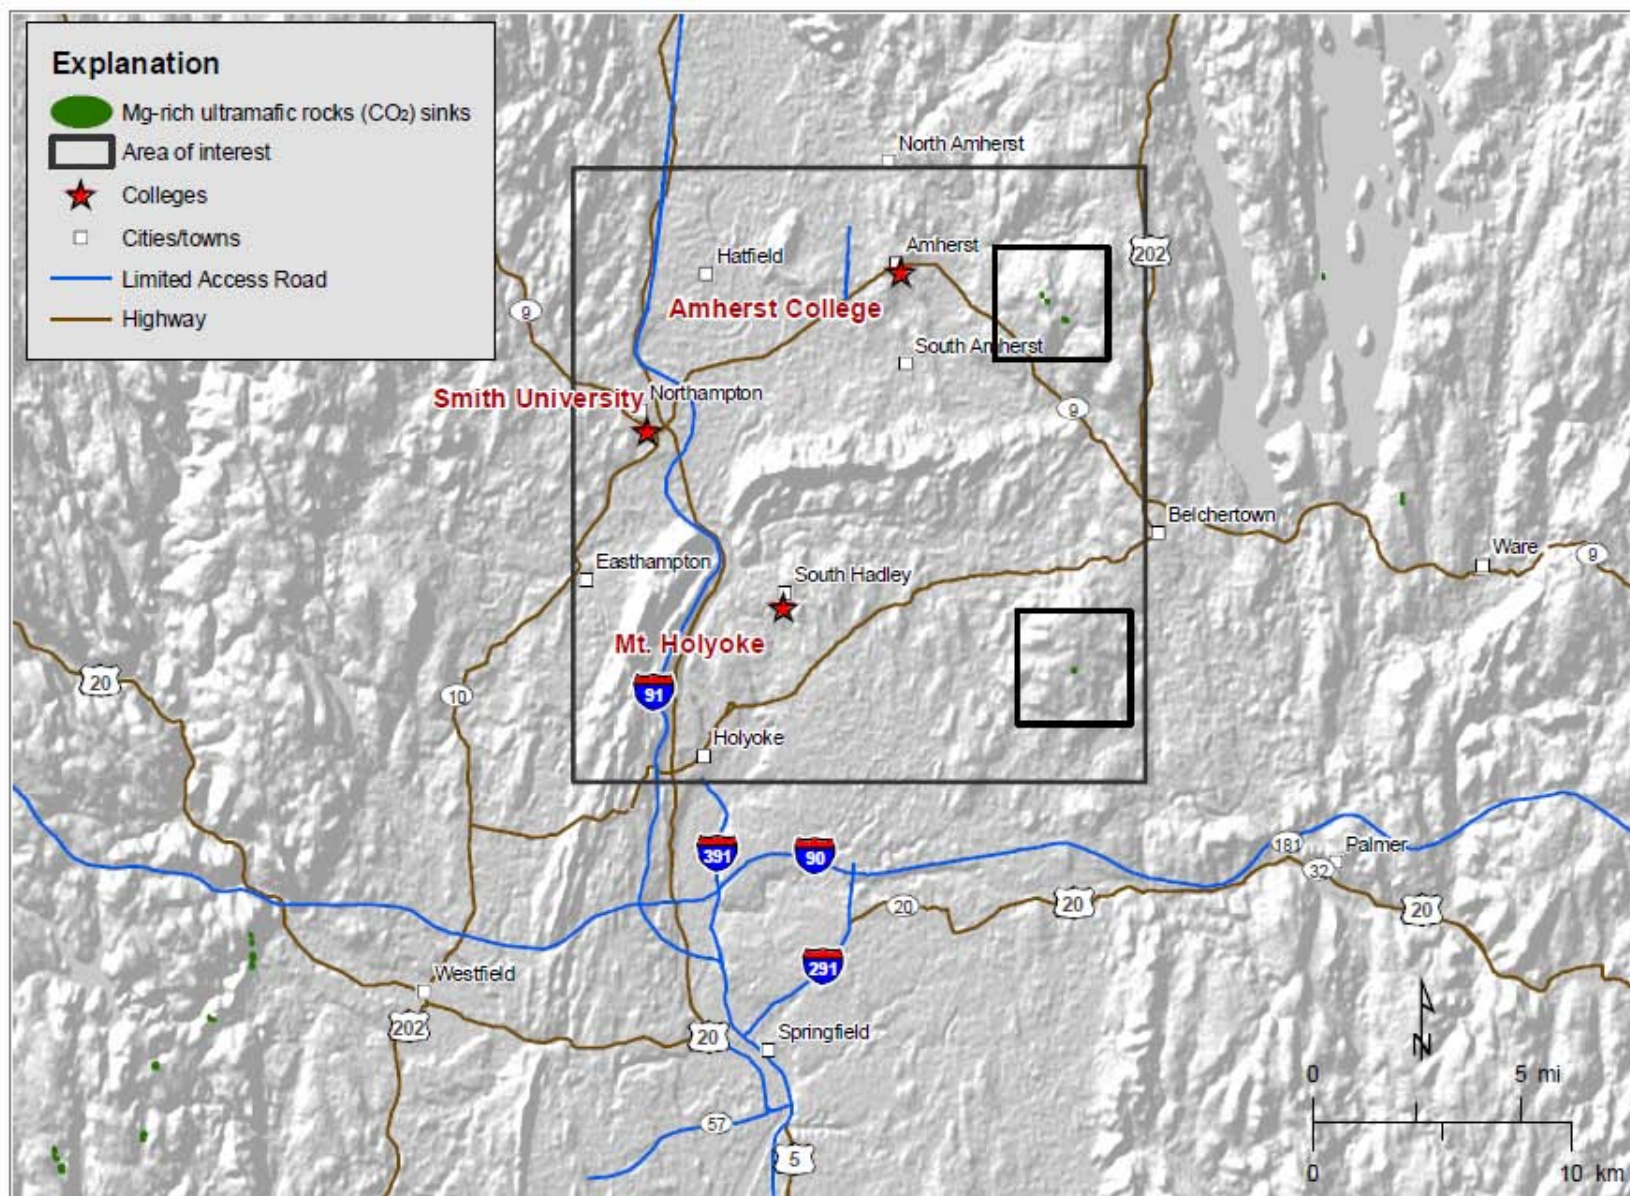 Explanation
Mg-rich ultramafic rocks (CO₂) sinks
Area of interest
Colleges
Cities/towns
Limited Access Road
Highway
North Amherst
Hatfield
Amherst
202
Amherst College
9
South Amherst
Smith University
Northampton
9
Belchertown
Ware
9
Easthampton
South Hadley
Mt. Holyoke
20
10
91
Holyoke
391
90
181
Palmer
32
20
20
20
291
Westfield
202
20
Springfield
N
0 5 mi
57
5
0 10 km